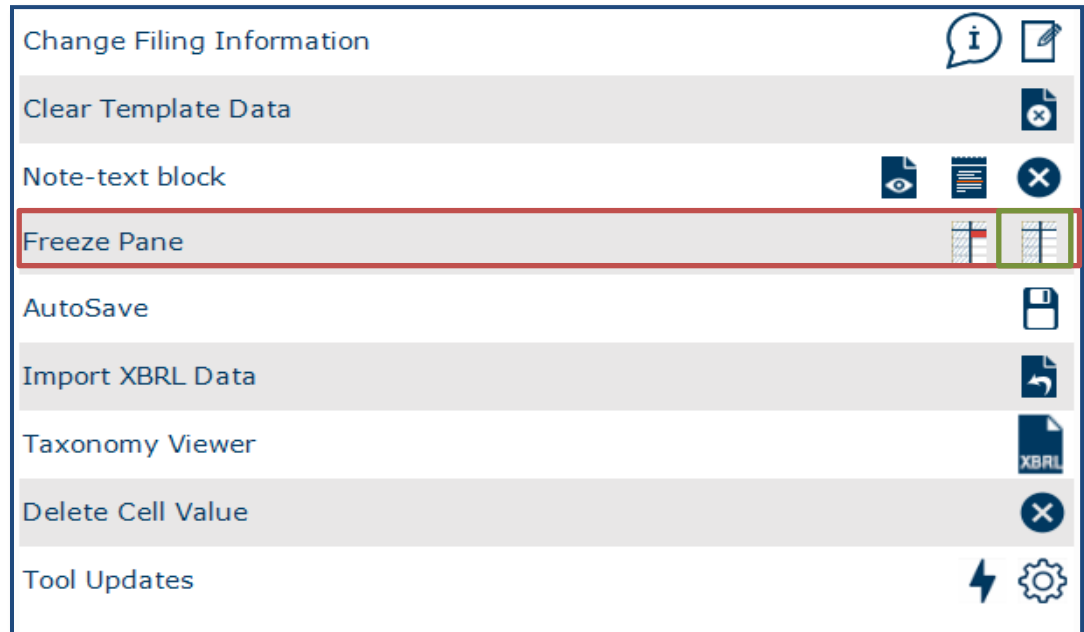 Change Filing Information
Clear Template Data
Note-text block
Freeze Pane
AutoSave
Import XBRL Data
Taxonomy Viewer
XBRL
Delete Cell Value
Tool Updates